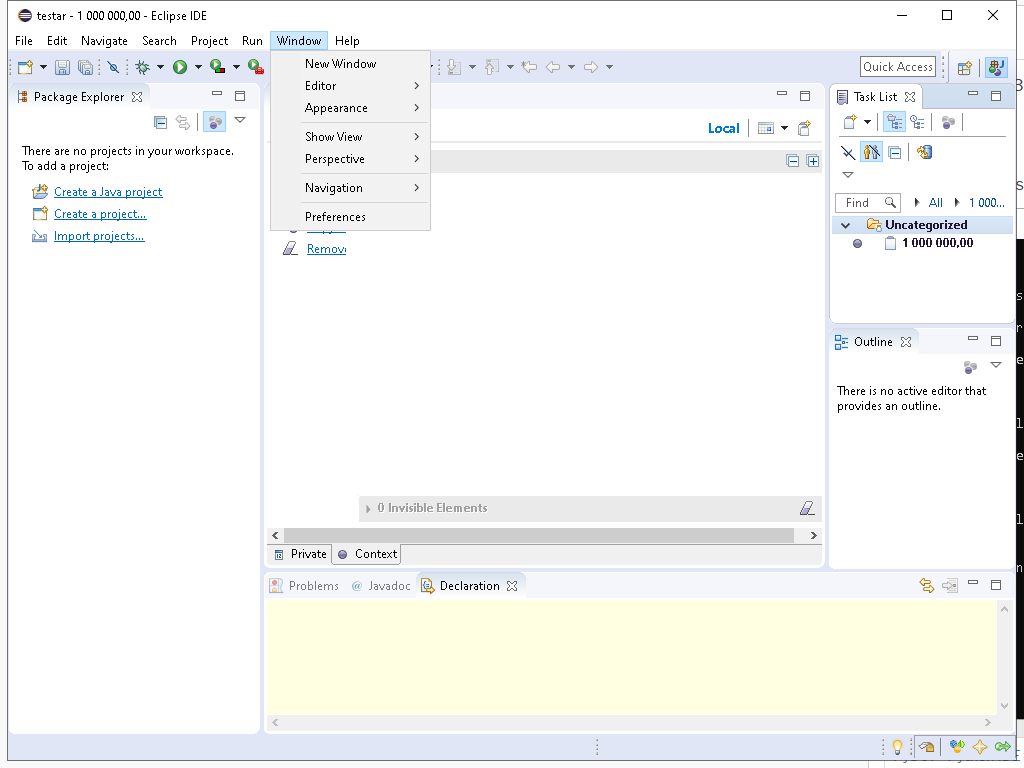 testar - 1 000 000,00 - Eclipse IDE
File Edit Navigate Search Project Run Window Help
Quick Access
New Window
Editor
Appearance
Show View
Perspective
Navigation
Preferences
Package Explorer
There are no projects in your workspace.
To add a project:
Create a Java project
Create a project...
Import projects...
Local
Remove
0 Invisible Elements
Private Context
Problems @ Javadoc Declaration
Task List
Find All 1 000...
Uncategorized
1 000 000,00
Outline
There is no active editor that
provides an outline.